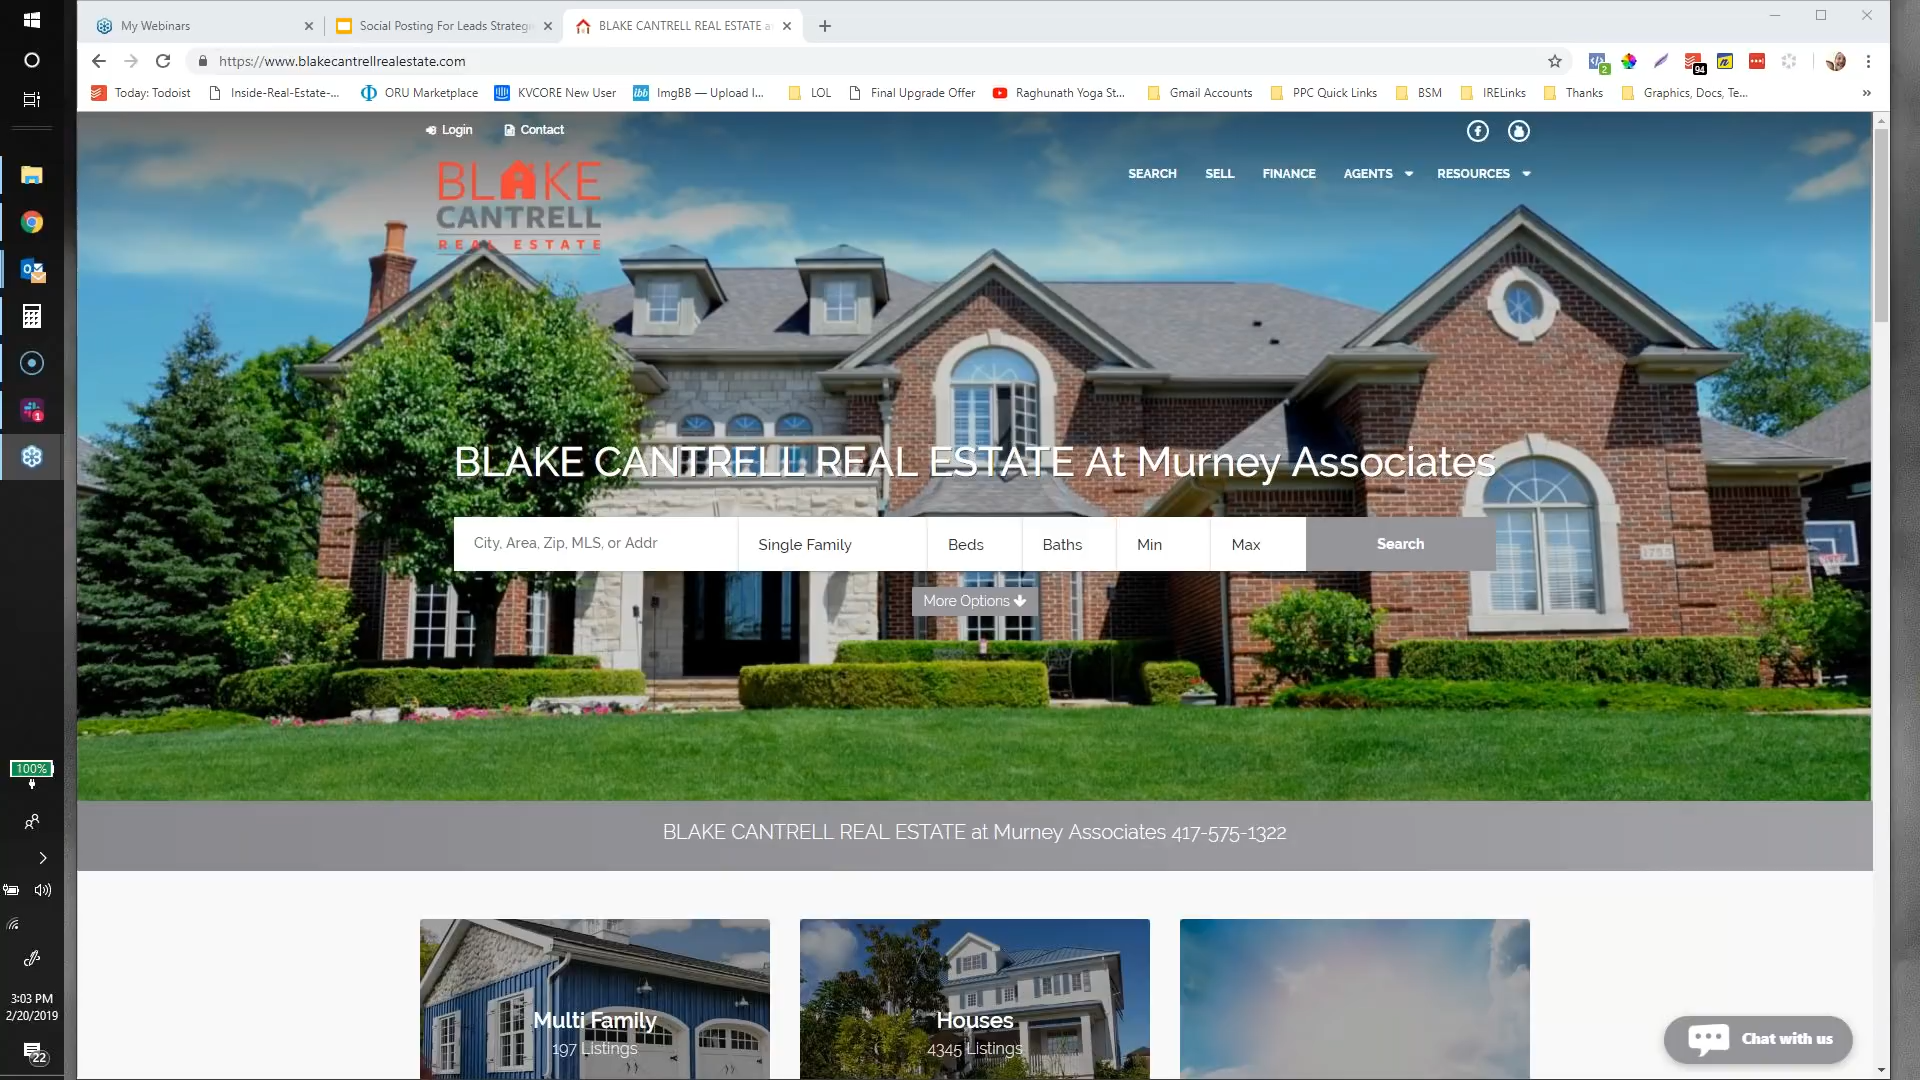 My Webinars
Social Posting For Leads Strateg
BLAKE CANTRELL REAL ESTATE a
https://www.blakecantrellrealestate.com
2
94
Today: Todoist
Inside-Real-Estate-...
ORU Marketplace
KVCORE New User
ImgBB — Upload I...
LOL
Final Upgrade Offer
Raghunath Yoga St...
Gmail Accounts
PPC Quick Links
BSM
IRELinks
Thanks
Graphics, Docs, Te...
»
Login
Contact
BLAKE
CANTRELL
REAL ESTATE
SEARCH
SELL
FINANCE
AGENTS
RESOURCES
BLAKE CANTRELL REAL ESTATE At Murney Associates
City, Area, Zip, MLS, or Addr
Single Family
Beds
Baths
Min
Max
Search
More Options
1755
BLAKE CANTRELL REAL ESTATE at Murney Associates 417-575-1322
Multi Family
197 Listings
Houses
4345 Listings
Chat with us
1
100%
3:03 PM
2/20/2019
22